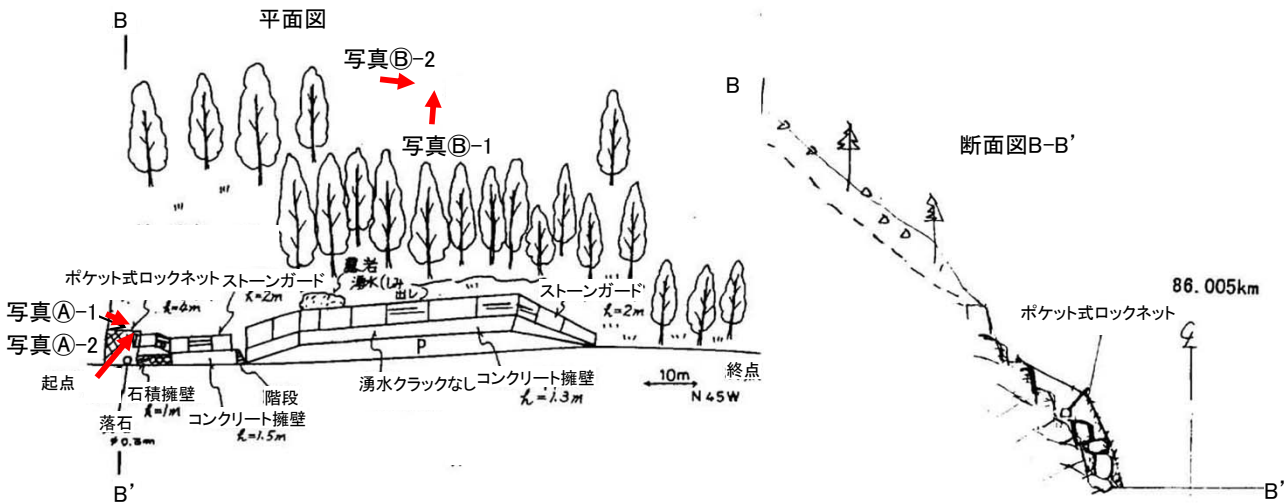 B
平面図
写真Ⓑ-2
写真Ⓑ-1
露岩
湧水(しみ
出し
ポケット式ロックネット
h=4m
ストーンガード
h=2m
ストーンガード
h=2m
写真Ⓐ-1
写真Ⓐ-2
P
起点
石積擁壁
h=1m
階段
湧水クラックなし
コンクリート擁壁
h=1.3m
10m
終点
N45W
落石
φ0.3m
コンクリート擁壁
h=1.5m
B'
B
断面図B-B'
86.005km
ポケット式ロックネット
℄
B'